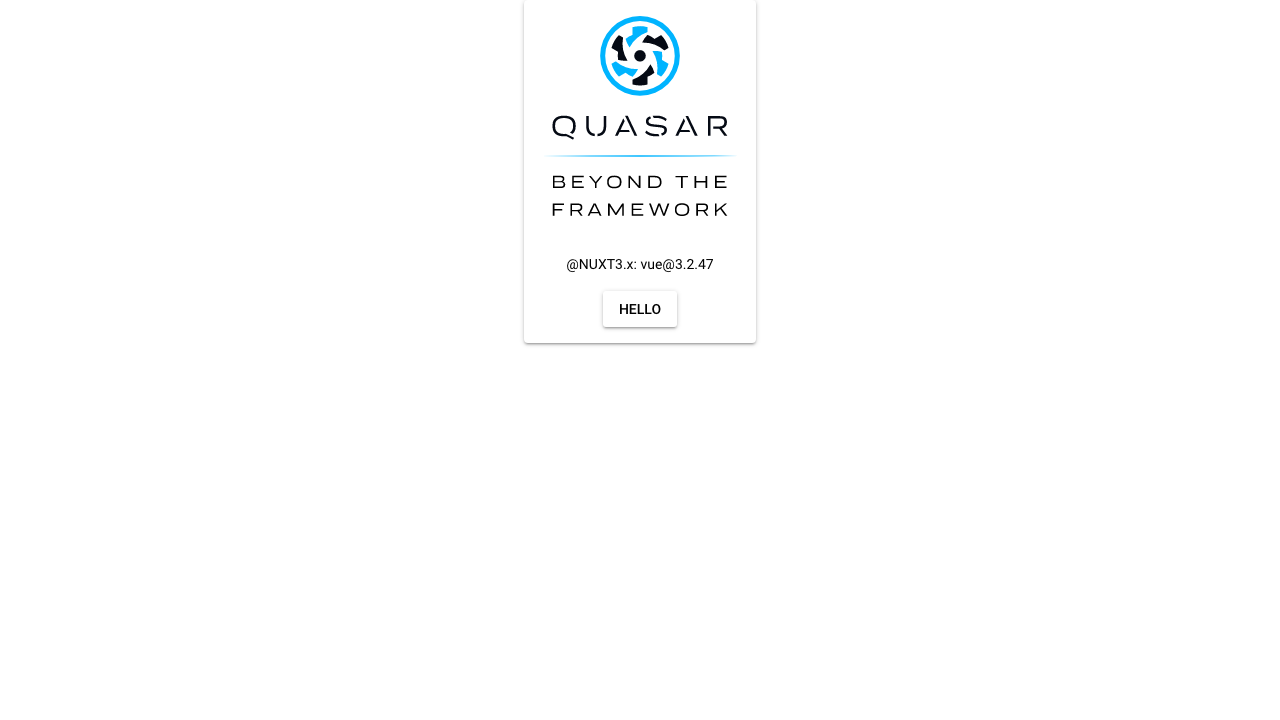 QUASAR
BEYOND THE
FRAMEWORK
@NUXT3.x: vue@3.2.47
HELLO